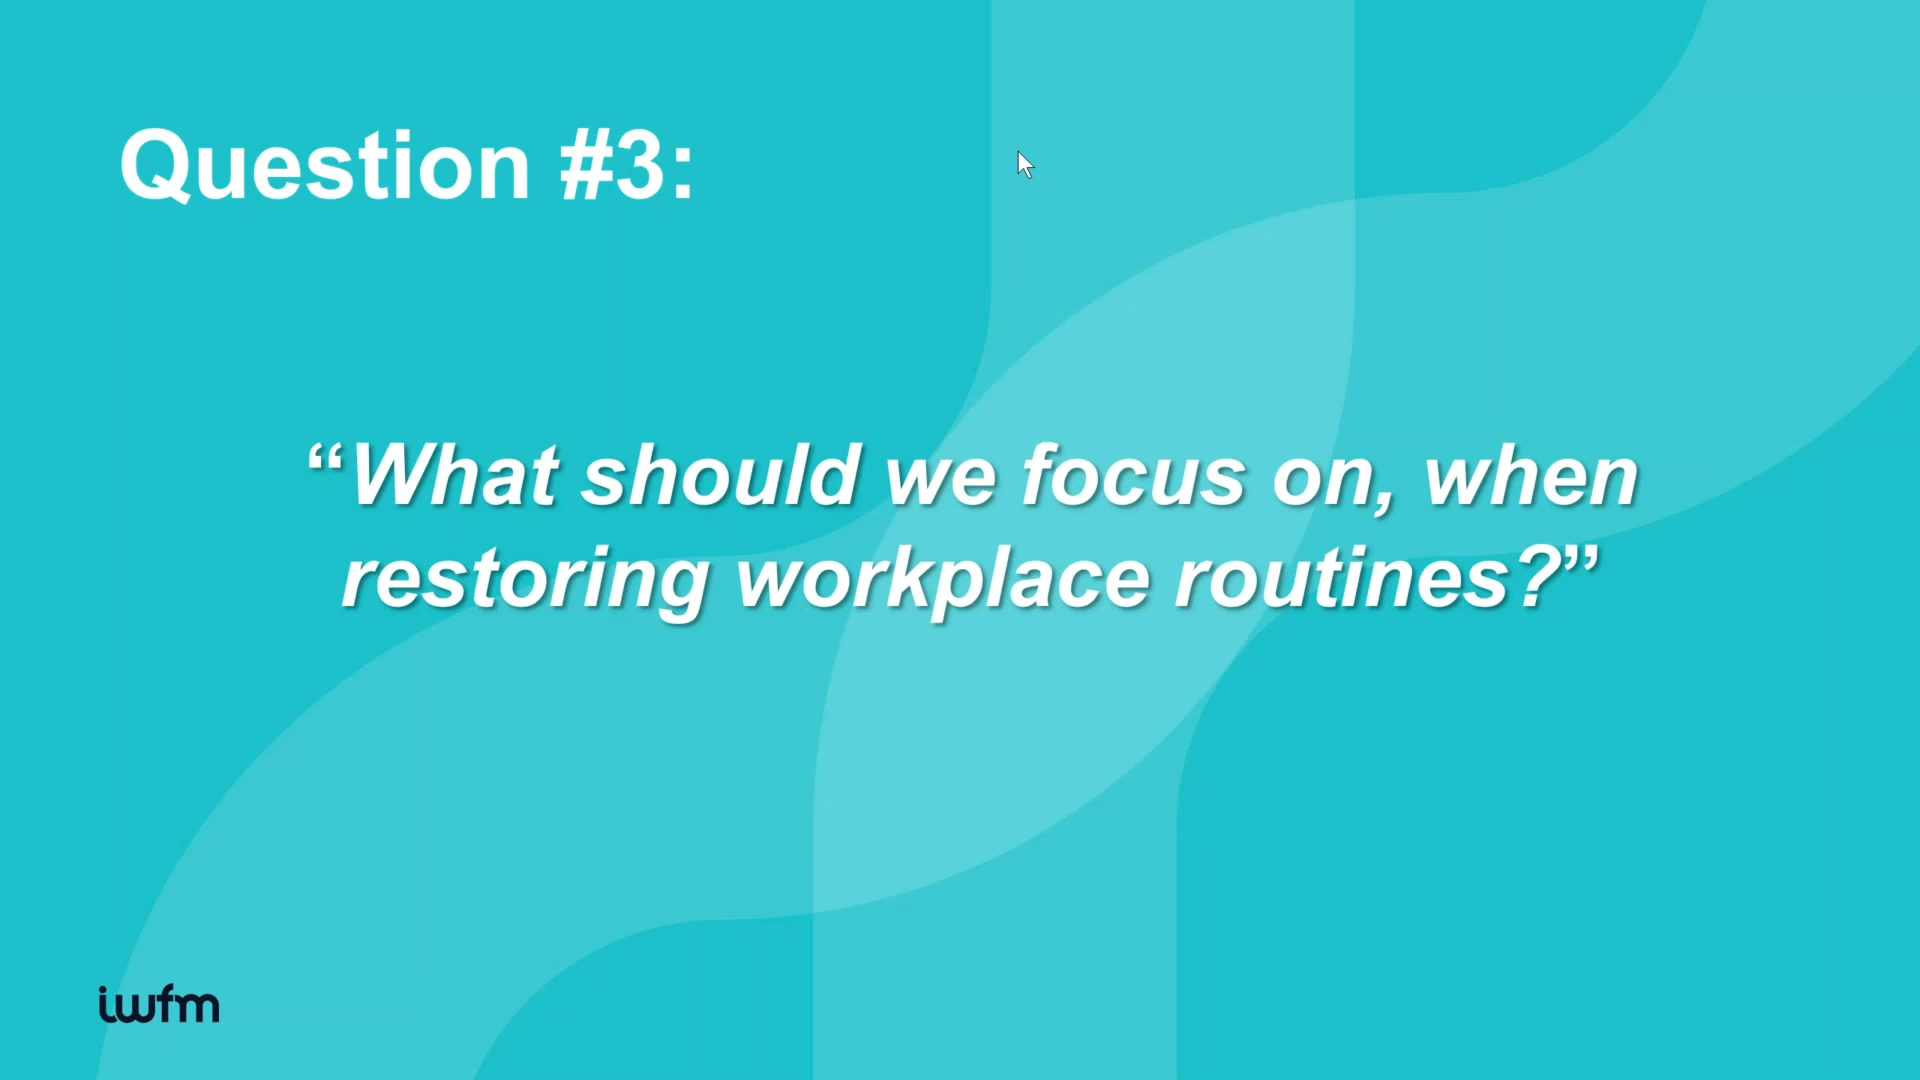 Question #3:
“What should we focus on, when
restoring workplace routines?”
iwfm